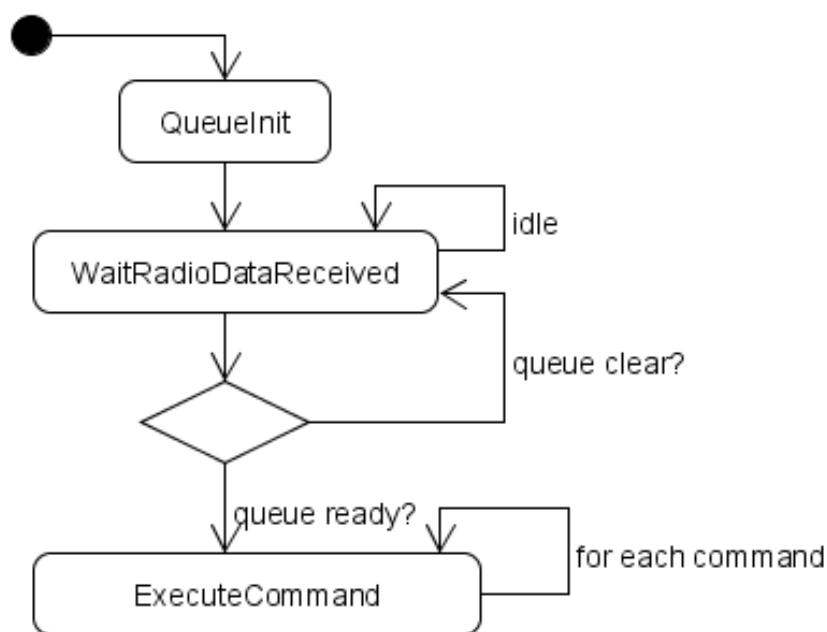 QueueInit
idle
WaitRadioDataReceived
queue clear?
queue ready?
for each command
ExecuteCommand